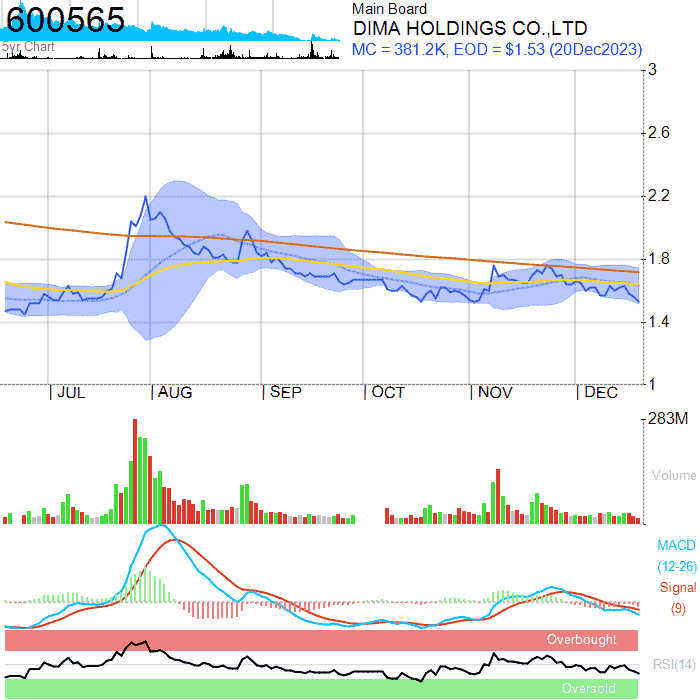 600565
5yr Chart
Main Board
DIMA HOLDINGS CO.,LTD
MC = 381.2K, EOD = $1.53 (20Dec2023)
3
2.6
2.2
1.8
1.4
1
JUL AUG SEP OCT NOV DEC
283M
Volume
MACD
(12-26)
Signal
(9)
Overbought
RSI(14)
Oversold